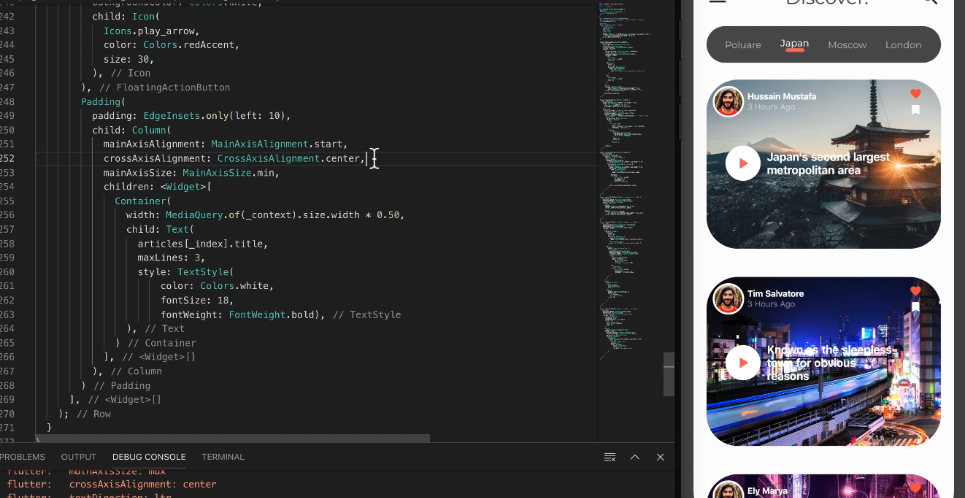 242 child: Icon(
243 Icons.play_arrow,
244 color: Colors.redAccent,
245 size: 30,
246 ), // Icon
247 ), // FloatingActionButton
248 Padding(
249 padding: EdgeInsets.only(left: 10),
250 child: Column(
251 mainAxisAlignment: MainAxisAlignment.start,
252 crossAxisAlignment: CrossAxisAlignment.center,
253 mainAxisSize: MainAxisSize.min,
254 children: <Widget>[
255 Container(
256 width: MediaQuery.of(_context).size.width * 0.50,
257 child: Text(
258 articles[_index].title,
259 maxLines: 3,
260 style: TextStyle(
261 color: Colors.white,
262 fontSize: 18,
263 fontWeight: FontWeight.bold), // TextStyle
264 ), // Text
265 ) // Container
266 ], // <Widget>[]
267 ), // Column
268 ) // Padding
269 ], // <Widget>[]
270 ); // Row
271 }
PROBLEMS OUTPUT DEBUG CONSOLE TERMINAL
flutter: mainAxisSize: max
flutter: crossAxisAlignment: center
flutter: textDirection: ltr
Discover!
Poluare Japan Moscow London
Hussain Mustafa
3 Hours Ago
Japan's second largest
metropolitan area
Tim Salvatore
3 Hours Ago
Known as the sleepless
town for obvious
reasons
Ely Marya